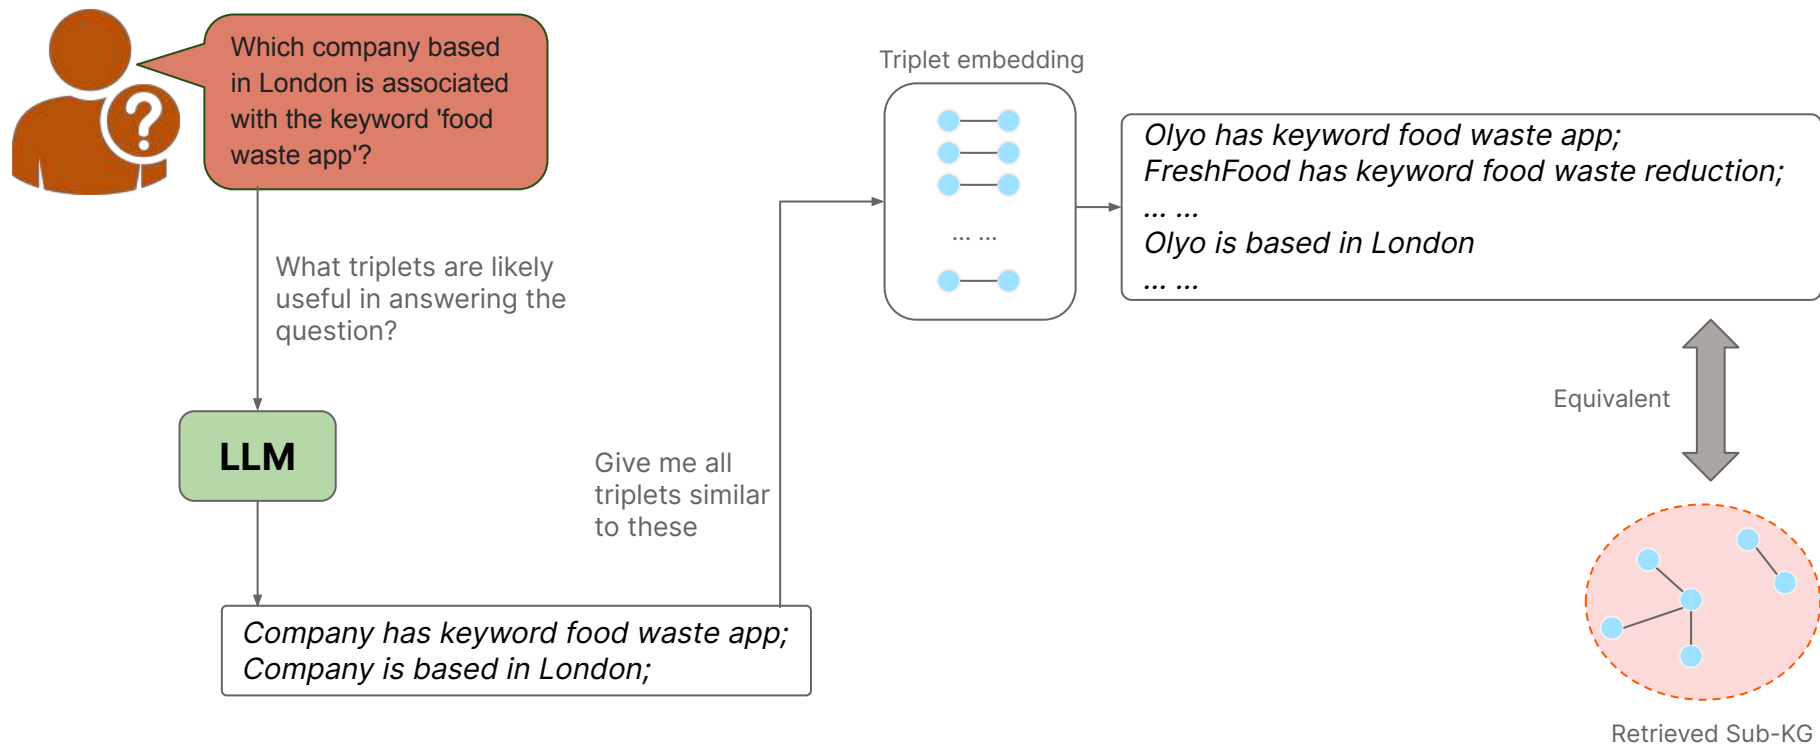 Which company based
in London is associated
with the keyword 'food
waste app'?
What triplets are likely
useful in answering the
question?
LLM
Company has keyword food waste app;
Company is based in London;
Give me all
triplets similar
to these
Triplet embedding
... ...
Olyo has keyword food waste app;
FreshFood has keyword food waste reduction;
... ...
Olyo is based in London
... ...
Equivalent
Retrieved Sub-KG
?